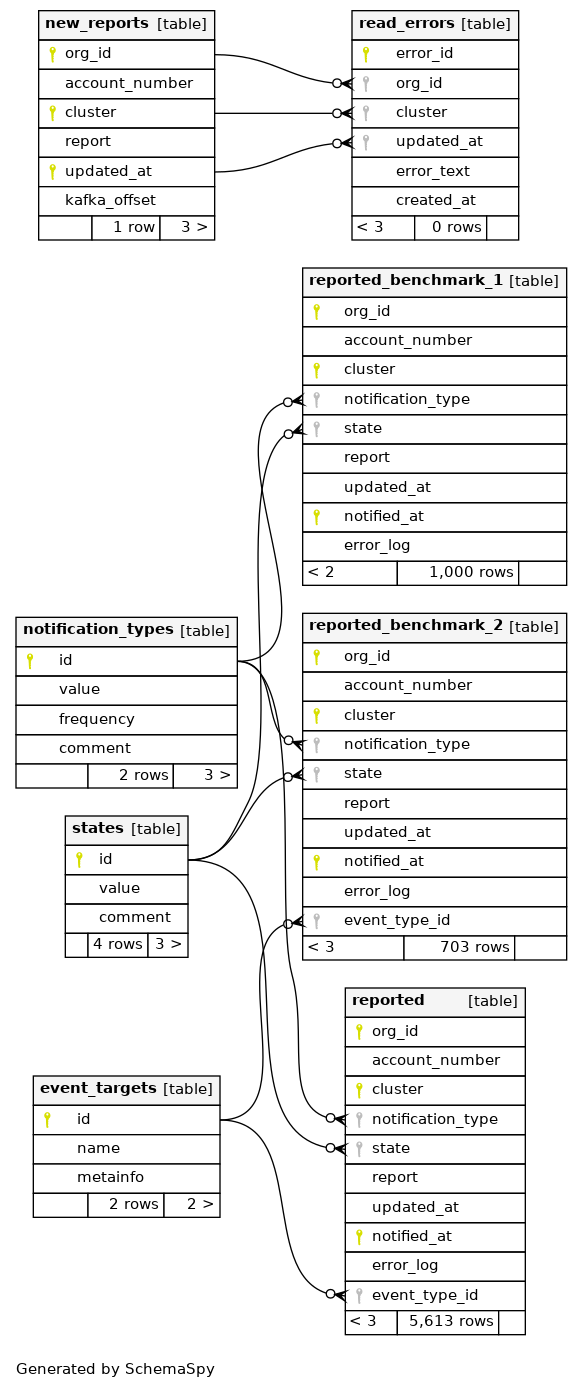 new_reports [table]
org_id
account_number
cluster
report
updated_at
kafka_offset
1 row 3 >
read_errors [table]
error_id
org_id
cluster
updated_at
error_text
created_at
< 3 0 rows
reported_benchmark_1 [table]
org_id
account_number
cluster
notification_type
state
report
updated_at
notified_at
error_log
< 2 1,000 rows
notification_types [table]
id
value
frequency
comment
2 rows 3 >
reported_benchmark_2 [table]
org_id
account_number
cluster
notification_type
state
report
updated_at
notified_at
error_log
event_type_id
< 3 703 rows
states [table]
id
value
comment
4 rows 3 >
reported [table]
org_id
account_number
cluster
notification_type
state
report
updated_at
notified_at
error_log
event_type_id
< 3 5,613 rows
event_targets [table]
id
name
metainfo
2 rows 2 >
Generated by SchemaSpy